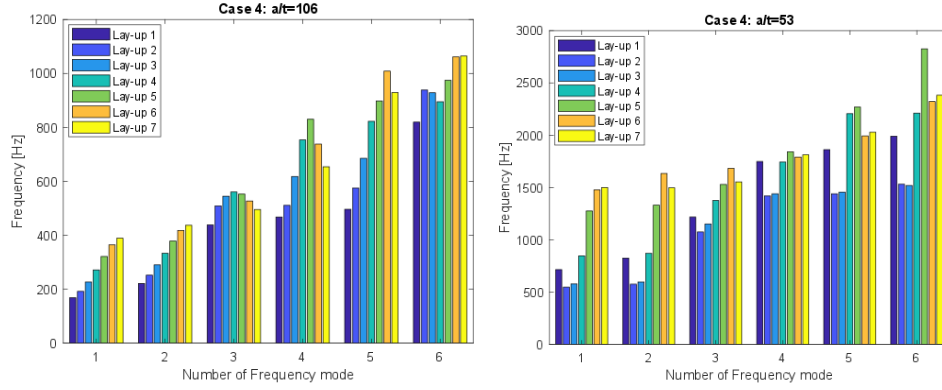 Case 4: a/t=106
1200
1000
800
600
400
200
0
Frequency [Hz]
Lay-up 1
Lay-up 2
Lay-up 3
Lay-up 4
Lay-up 5
Lay-up 6
Lay-up 7
1 2 3 4 5 6
Number of Frequency mode
Case 4: a/t=53
3000
2500
2000
1500
1000
500
0
Frequency [Hz]
Lay-up 1
Lay-up 2
Lay-up 3
Lay-up 4
Lay-up 5
Lay-up 6
Lay-up 7
1 2 3 4 5 6
Number of Frequency mode